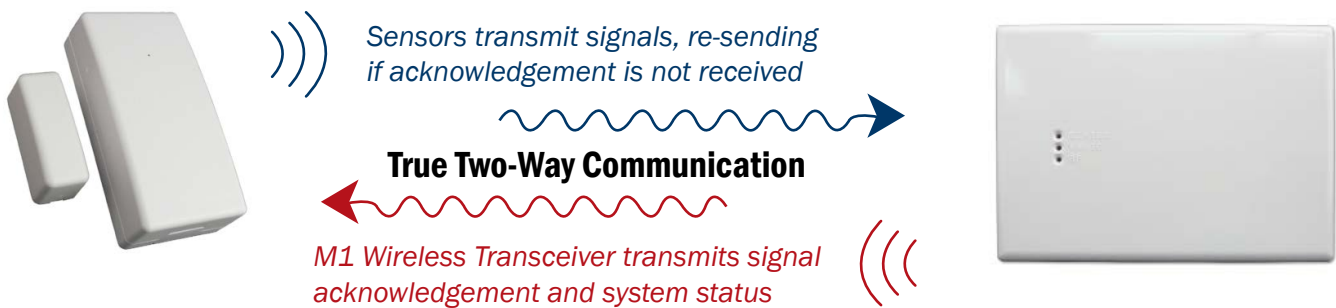 Sensors transmit signals, re-sending
if acknowledgement is not received
True Two-Way Communication
M1 Wireless Transceiver transmits signal
acknowledgement and system status